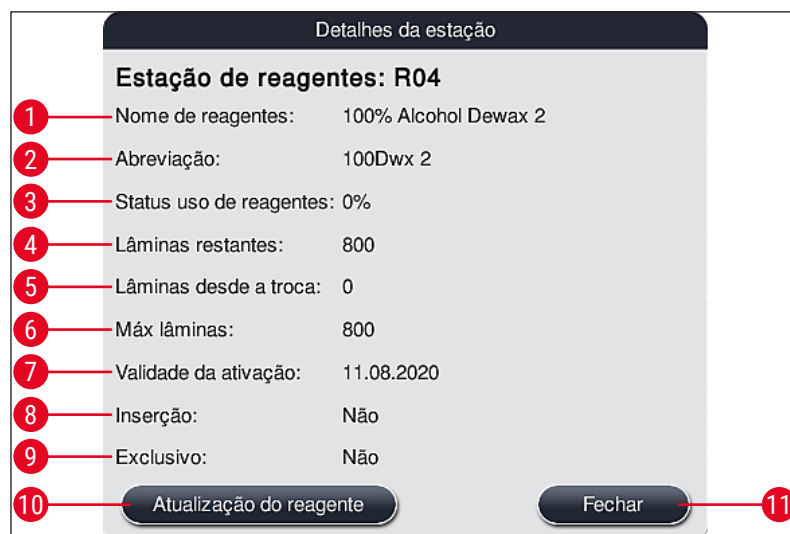 Detalhes da estação
Estação de reagentes: R04
1 Nome de reagentes: 100% Alcohol Dewax 2
2 Abreviação: 100Dwx 2
3 Status uso de reagentes: 0%
4 Lâminas restantes: 800
5 Lâminas desde a troca: 0
6 Máx lâminas: 800
7 Validade da ativação: 11.08.2020
8 Inserção: Não
9 Exclusivo: Não
10 Atualização do reagente Fechar 11